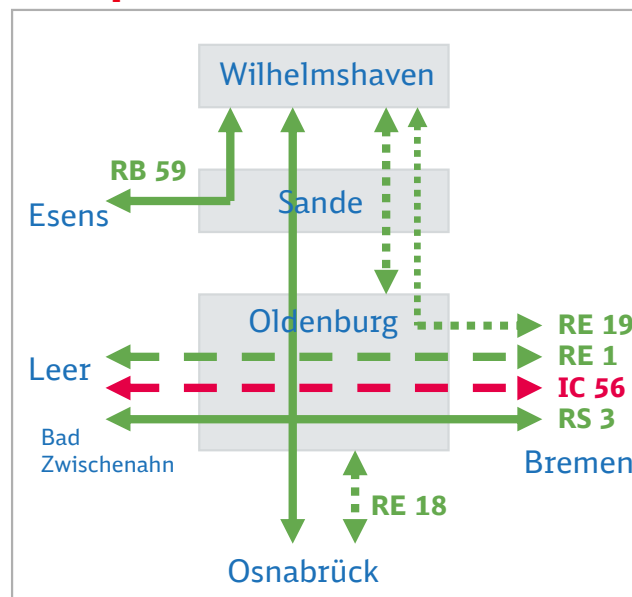 Wilhelmshaven
RB 59
Sande
Esens
Oldenburg
RE 19
RE 1
Leer
IC 56
RS 3
Bad
Zwischenahn
Bremen
RE 18
Osnabrück